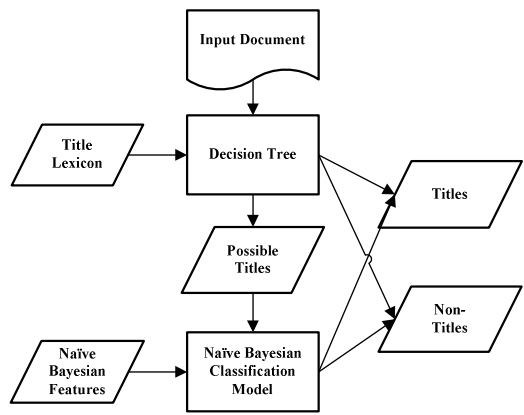 Input Document
Title
Lexicon
Decision Tree
Titles
Possible
Titles
Non-
Titles
Naïve
Bayesian
Features
Naïve Bayesian
Classification
Model